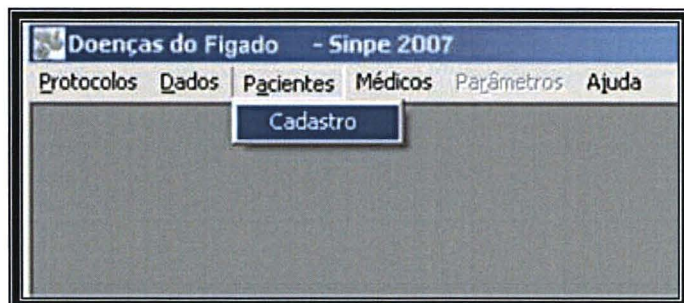 Doenças do Figado - Sinpe 2007
Protocolos Dados Pacientes Médicos Parâmetros Ajuda
Cadastro